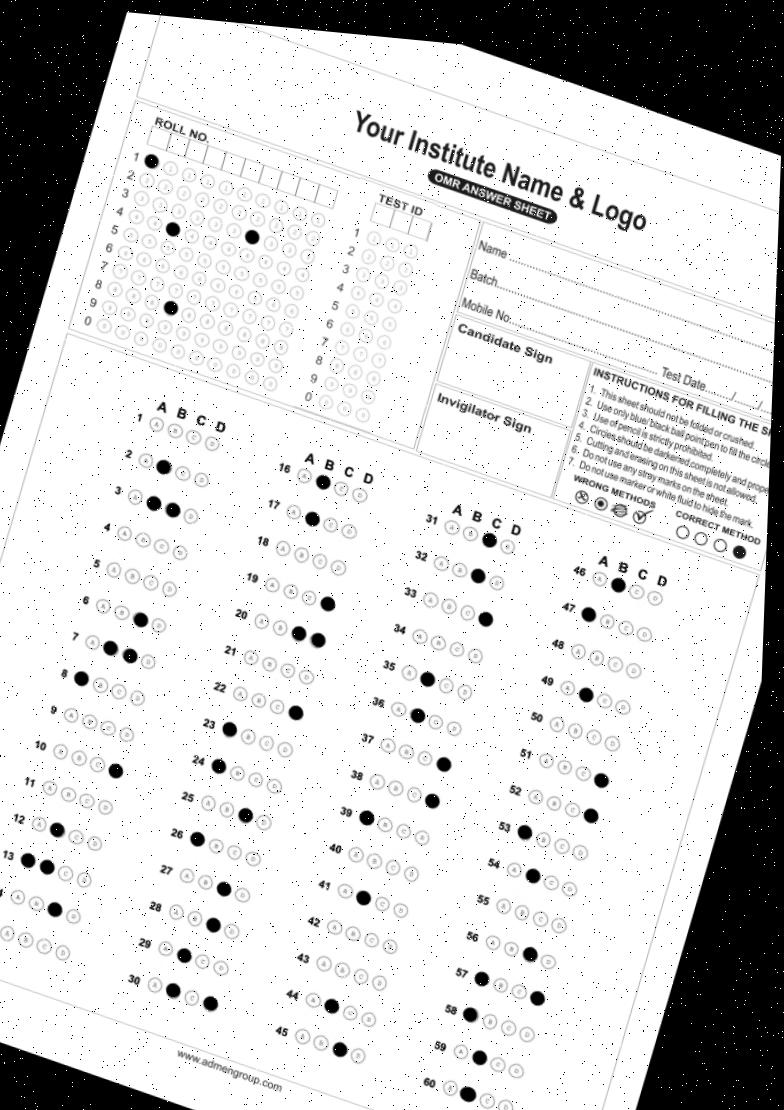 Your Institute Name & Logo
OMR ANSWER SHEET
ROLL NO.
1
2
3
4
5
6
7
8
9
0
TEST ID
1
2
3
4
5
6
7
8
9
0
Name
Batch
Mobile No.
Test Date / /
Candidate Sign
Invigilator Sign
INSTRUCTIONS FOR FILLING THE
1. This sheet should not be folded or crushed.
2. Use only blue/ black ball point pen to fill the
3. Use of pencil is strictly prohibited.
4. Circles should be darkened completely and
5. Cutting and erasing on this sheet is not allowed.
6. Do not use any stray marks on the sheet.
7. Do not use marker or white fluid to hide the mark.
WRONG METHODS
CORRECT METHOD
A B C D
1 A B C D
2 A C D
3 A D
4 A B C D
5 A B C D
6 A B D
7 A D
8 B C D
9 A B C D
10 A B C
11 A B C D
12 A C D
13 C D
A B D
A B C D
A B C D
16 A C D
17 A C D
18 A B C D
19 A B C
20 A B
21 A B C D
22 A B C
23 B C D
24 B C D
25 A B D
26 B C D
27 A B D
28 A B D
29 A C D
30 A C
A B C D
31 A B D
32 A B D
33 A B C
34 A B C D
35 A C D
36 A C D
37 A B C
38 A B C
39 B C D
40 A B C D
41 A C D
42 A B C D
43 A B C D
44 A C D
45 A B D
A B C D
46 A C D
47 B C D
48 A B C D
49 A C D
50 A B C D
51 A B C
52 A B C
53 B C D
54 A C D
55 A B C D
56 A B D
57 B C
58 B C D
59 A C D
60 A C D
www.admengroup.com